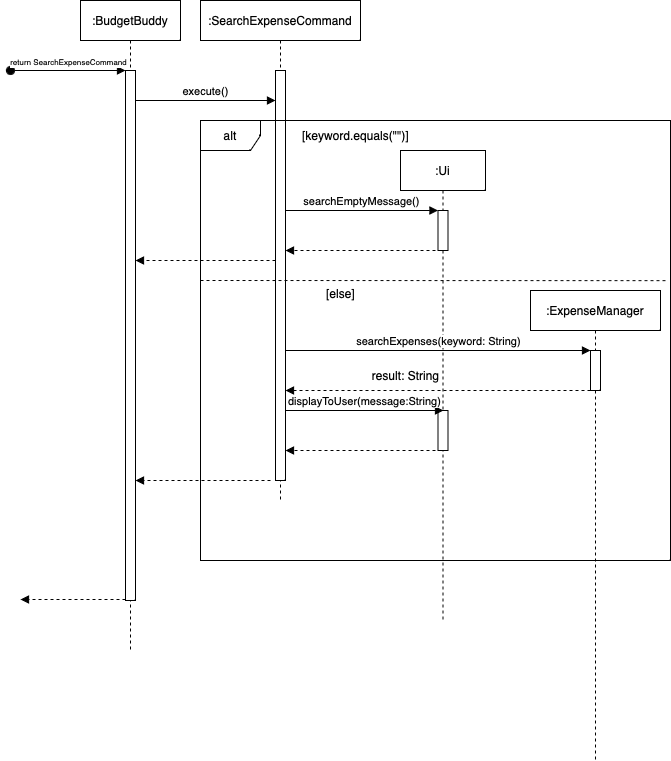 :BudgetBuddy
:SearchExpenseCommand
return SearchExpenseCommand
execute()
alt
[keyword.equals("")]
:Ui
searchEmptyMessage()
[else]
:ExpenseManager
searchExpenses(keyword: String)
result: String
displayToUser(message:String)